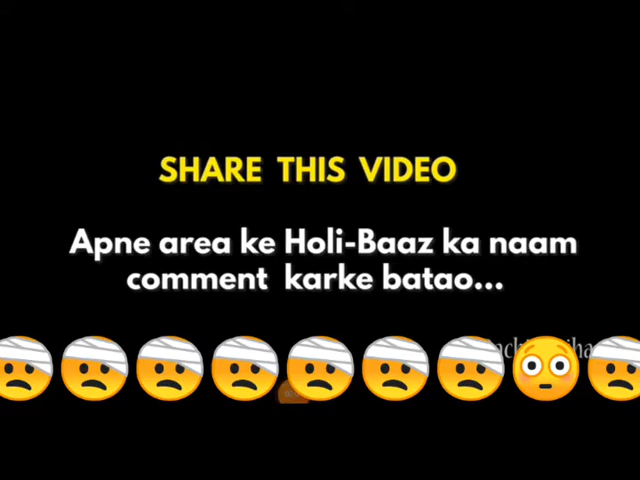 SHARE THIS VIDEO
Apne area ke Holi-Baaz ka naam
comment karke batao...